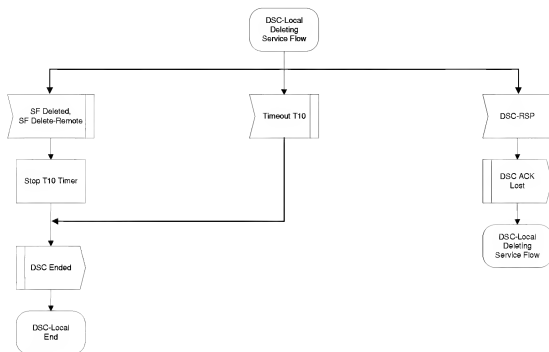 DSC-Local
Deleting
Service Flow
SF Deleted,
SF Delete-Remote
Timeout T10
DSC-RSP
Stop T10 Timer
DSC ACK
Lost
DSC Ended
DSC-Local
Deleting
Service Flow
DSC-Local
End